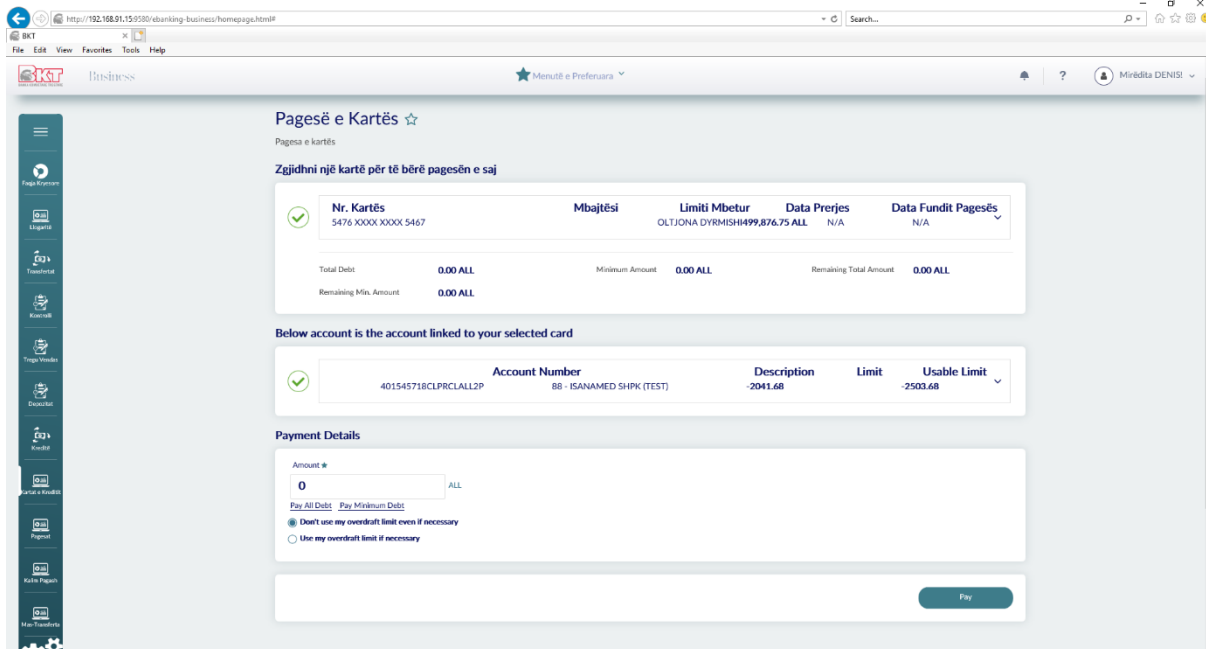 http://192.168.91.15:9580/ebanking-business/homepage.html#
Search...
BKT
File Edit View Favorites Tools Help
BKT Business
Menutë e Preferuara
? Mirëdita DENIS!
Pagesë e Kartës
Pagesa e kartës
Zgjidhni një kartë për të bërë pagesën e saj
Nr. Kartës Mbajtësi Limiti Mbetur Data Prerjes Data Fundit Pagesës
5476 XXXX XXXX 5467 OLTJONA DYRMISHI 499,876.75 ALL N/A N/A
Total Debt 0.00 ALL Minimum Amount 0.00 ALL Remaining Total Amount 0.00 ALL
Remaining Min. Amount 0.00 ALL
Below account is the account linked to your selected card
Account Number Description Limit Usable Limit
401545718CLPRCLALL2P 88 - ISANAMED SHPK (TEST) -2041.68 -2503.68
Payment Details
Amount
0 ALL
Pay All Debt Pay Minimum Debt
Don't use my overdraft limit even if necessary
Use my overdraft limit if necessary
Pay
Faqja Kryesore
Llogaritë
Transfertat
Kontrolli
Trega Vendas
Depozitat
Kreditë
Kartat e Kreditit
Pagesat
Kalim Pagash
Mas-Transferta